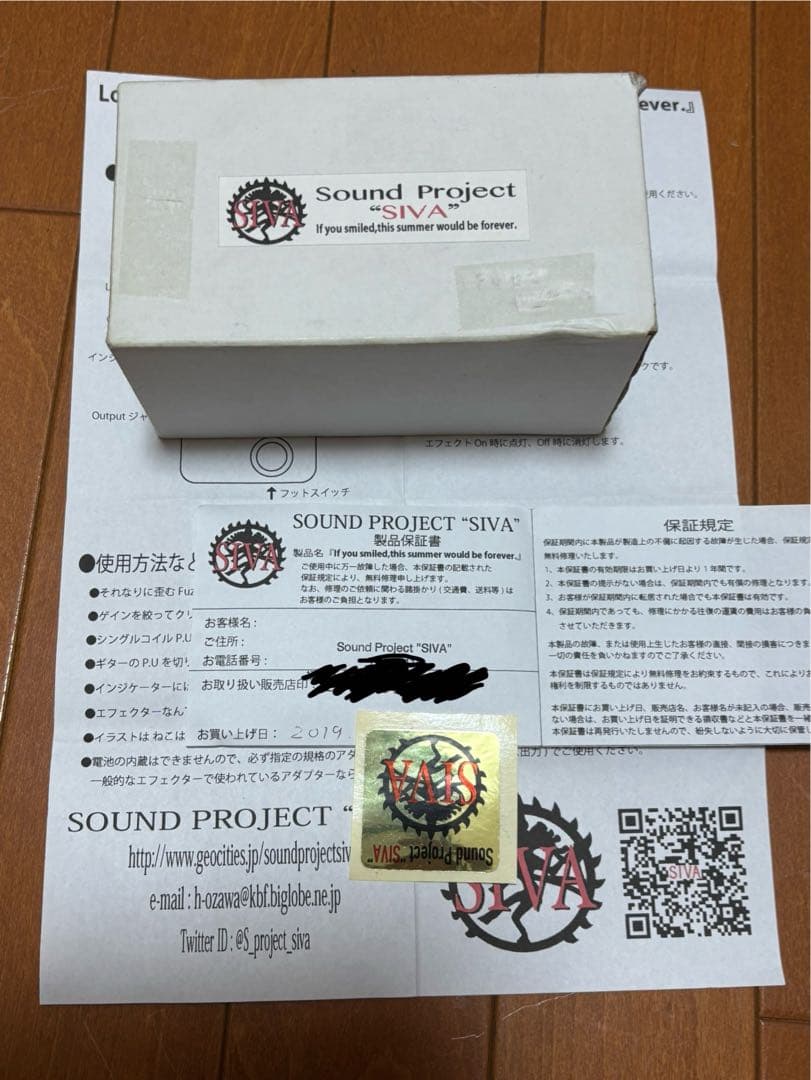 Lo
ever.』
SIVA
Sound Project
“SIVA”
If you smiled,this summer would be forever.
使用ください。
インジ
クです。
Output ジャ
エフェクト On 時に点灯、Off 時に消灯します。
↑フットスイッチ
●使用方法など
●それなりに歪む Fuz
●ゲインを絞ってクリ
●シングルコイル P.U
●ギターの P.U を切り
●インジケーターには
●エフェクターなんて
●イラストは ねこは
●電池の内蔵はできませんので、必ず指定の規格のアダ
出力) でご使用ください。
一般的なエフェクターで使われているアダプターなら
SIVA
SOUND PROJECT “SIVA”
製品保証書
製品名『If you smiled,this summer would be forever.』
ご使用中に万一故障した場合、本保証書の記載された
保証規定により、無料修理申し上げます。
なお、修理のご依頼に関わる諸掛かり(交通費、送料等)は
お客様のご負担となります。
お客様名：
ご住所：
お電話番号：
Sound Project "SIVA"
お取り扱い販売店印
お買い上げ日： 2019.
保証規定
保証期間内に本製品が製造上の不備に起因する故障が生じた場合、保証規
無料修理いたします。
1、本保証書の有効期限はお買い上げ日より 1 年間です。
2、本保証書の提示がない場合は、保証期間内でも有償の修理となります。
3、お客様が保証期間内に転居された場合でも本保証書は有効です。
4、保証期間内であっても、修理にかかる往復の運賃の費用はお客様の負
させていただきます。
本製品の故障、または使用上生じたお客様の直接、間接の損害につきま
一切の責任を負いかねますのでご了承ください。
本保証書は保証規定により無料修理をお約束するもので、これによりお
権利を制限するものではありません。
本保証書にお買い上げ日、販売店名、お客様名が未記入の場合、販売
ない場合は、お買い上げ日を証明できる領収書などと本保証書を一緒
本保証書は再発行いたしませんので、紛失しないように大切に保管し
SIVA
Sound Project "SIVA"
SOUND PROJECT “
http://www.geocities.jp/soundprojectsiv
e-mail : h-ozawa@kbf.biglobe.ne.jp
Twitter ID : @S_project_siva
SIVA
SIVA